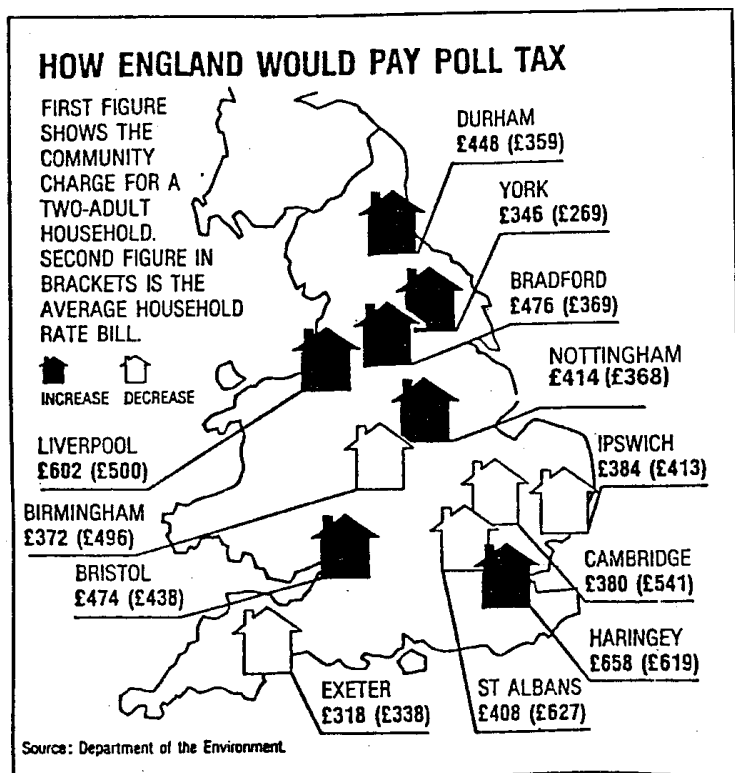 HOW ENGLAND WOULD PAY POLL TAX
FIRST FIGURE
SHOWS THE
COMMUNITY
CHARGE FOR A
TWO-ADULT
HOUSEHOLD.
SECOND FIGURE IN
BRACKETS IS THE
AVERAGE HOUSEHOLD
RATE BILL.
INCREASE DECREASE
DURHAM
£448 (£359)
YORK
£346 (£269)
BRADFORD
£476 (£369)
NOTTINGHAM
£414 (£368)
LIVERPOOL
£602 (£500)
IPSWICH
£384 (£413)
BIRMINGHAM
£372 (£496)
BRISTOL
£474 (£438)
CAMBRIDGE
£380 (£541)
HARINGEY
£658 (£619)
EXETER
£318 (£338)
ST ALBANS
£408 (£627)
Source: Department of the Environment.